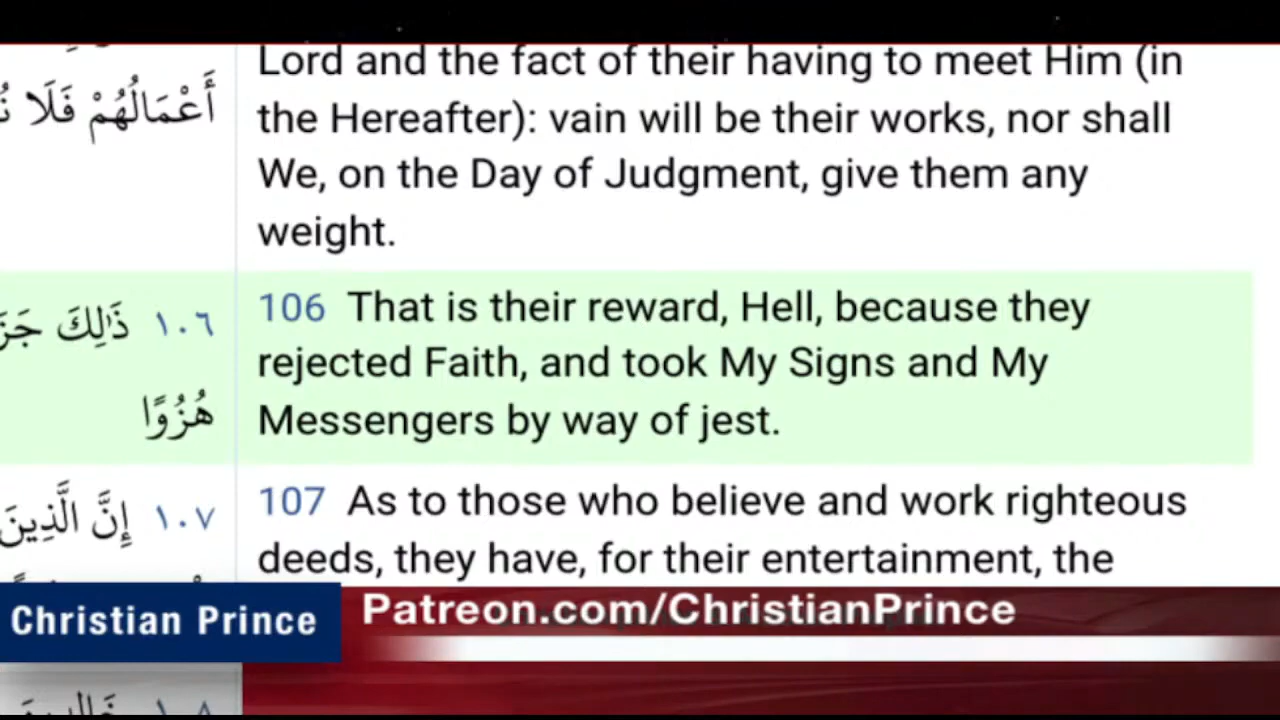 Lord and the fact of their having to meet Him (in
أَعْمَالُهُمْ فَلَا
the Hereafter): vain will be their works, nor shall
We, on the Day of Judgment, give them any
weight.
١٠٦ ذَٰلِكَ
هُزُوًا
106 That is their reward, Hell, because they
rejected Faith, and took My Signs and My
Messengers by way of jest.
١٠٧ إِنَّ الَّذِينَ
107 As to those who believe and work righteous
deeds, they have, for their entertainment, the
Christian Prince
Patreon.com/ChristianPrince